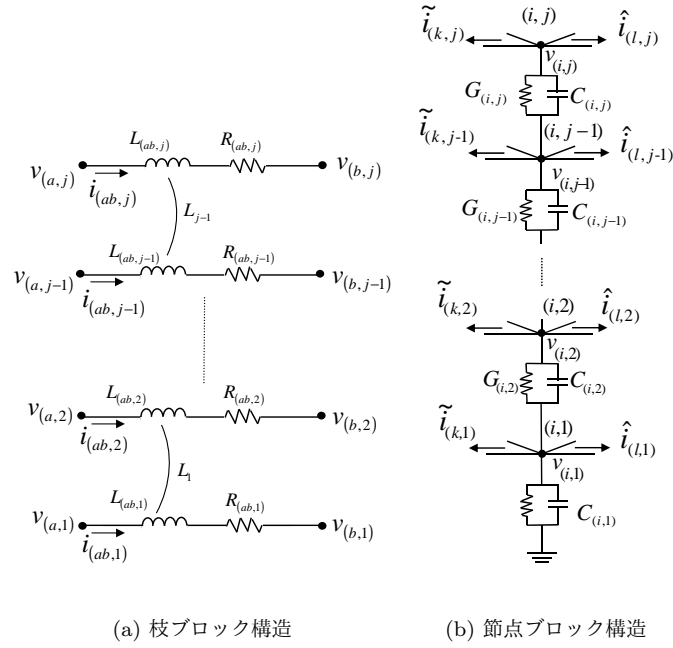 L(ab,j) R(ab,j)
v(a,j) v(b,j)
i(ab,j)
Lj−1
L(ab,j−1) R(ab,j−1)
v(a,j−1) v(b,j−1)
i(ab,j−1)
L(ab,2) R(ab,2)
v(a,2) v(b,2)
i(ab,2)
L1
L(ab,1) R(ab,1)
v(a,1) v(b,1)
i(ab,1)
(a) 枝ブロック構造
ĩ(k,j) (i,j) î(l,j)
v(i,j)
G(i,j) C(i,j)
ĩ(k,j-1) (i,j−1) î(l,j-1)
v(i,j−1)
G(i,j−1) C(i,j−1)
ĩ(k,2) (i,2) î(l,2)
v(i,2)
G(i,2) C(i,2)
ĩ(k,1) (i,1) î(l,1)
v(i,1)
C(i,1)
(b) 節点ブロック構造